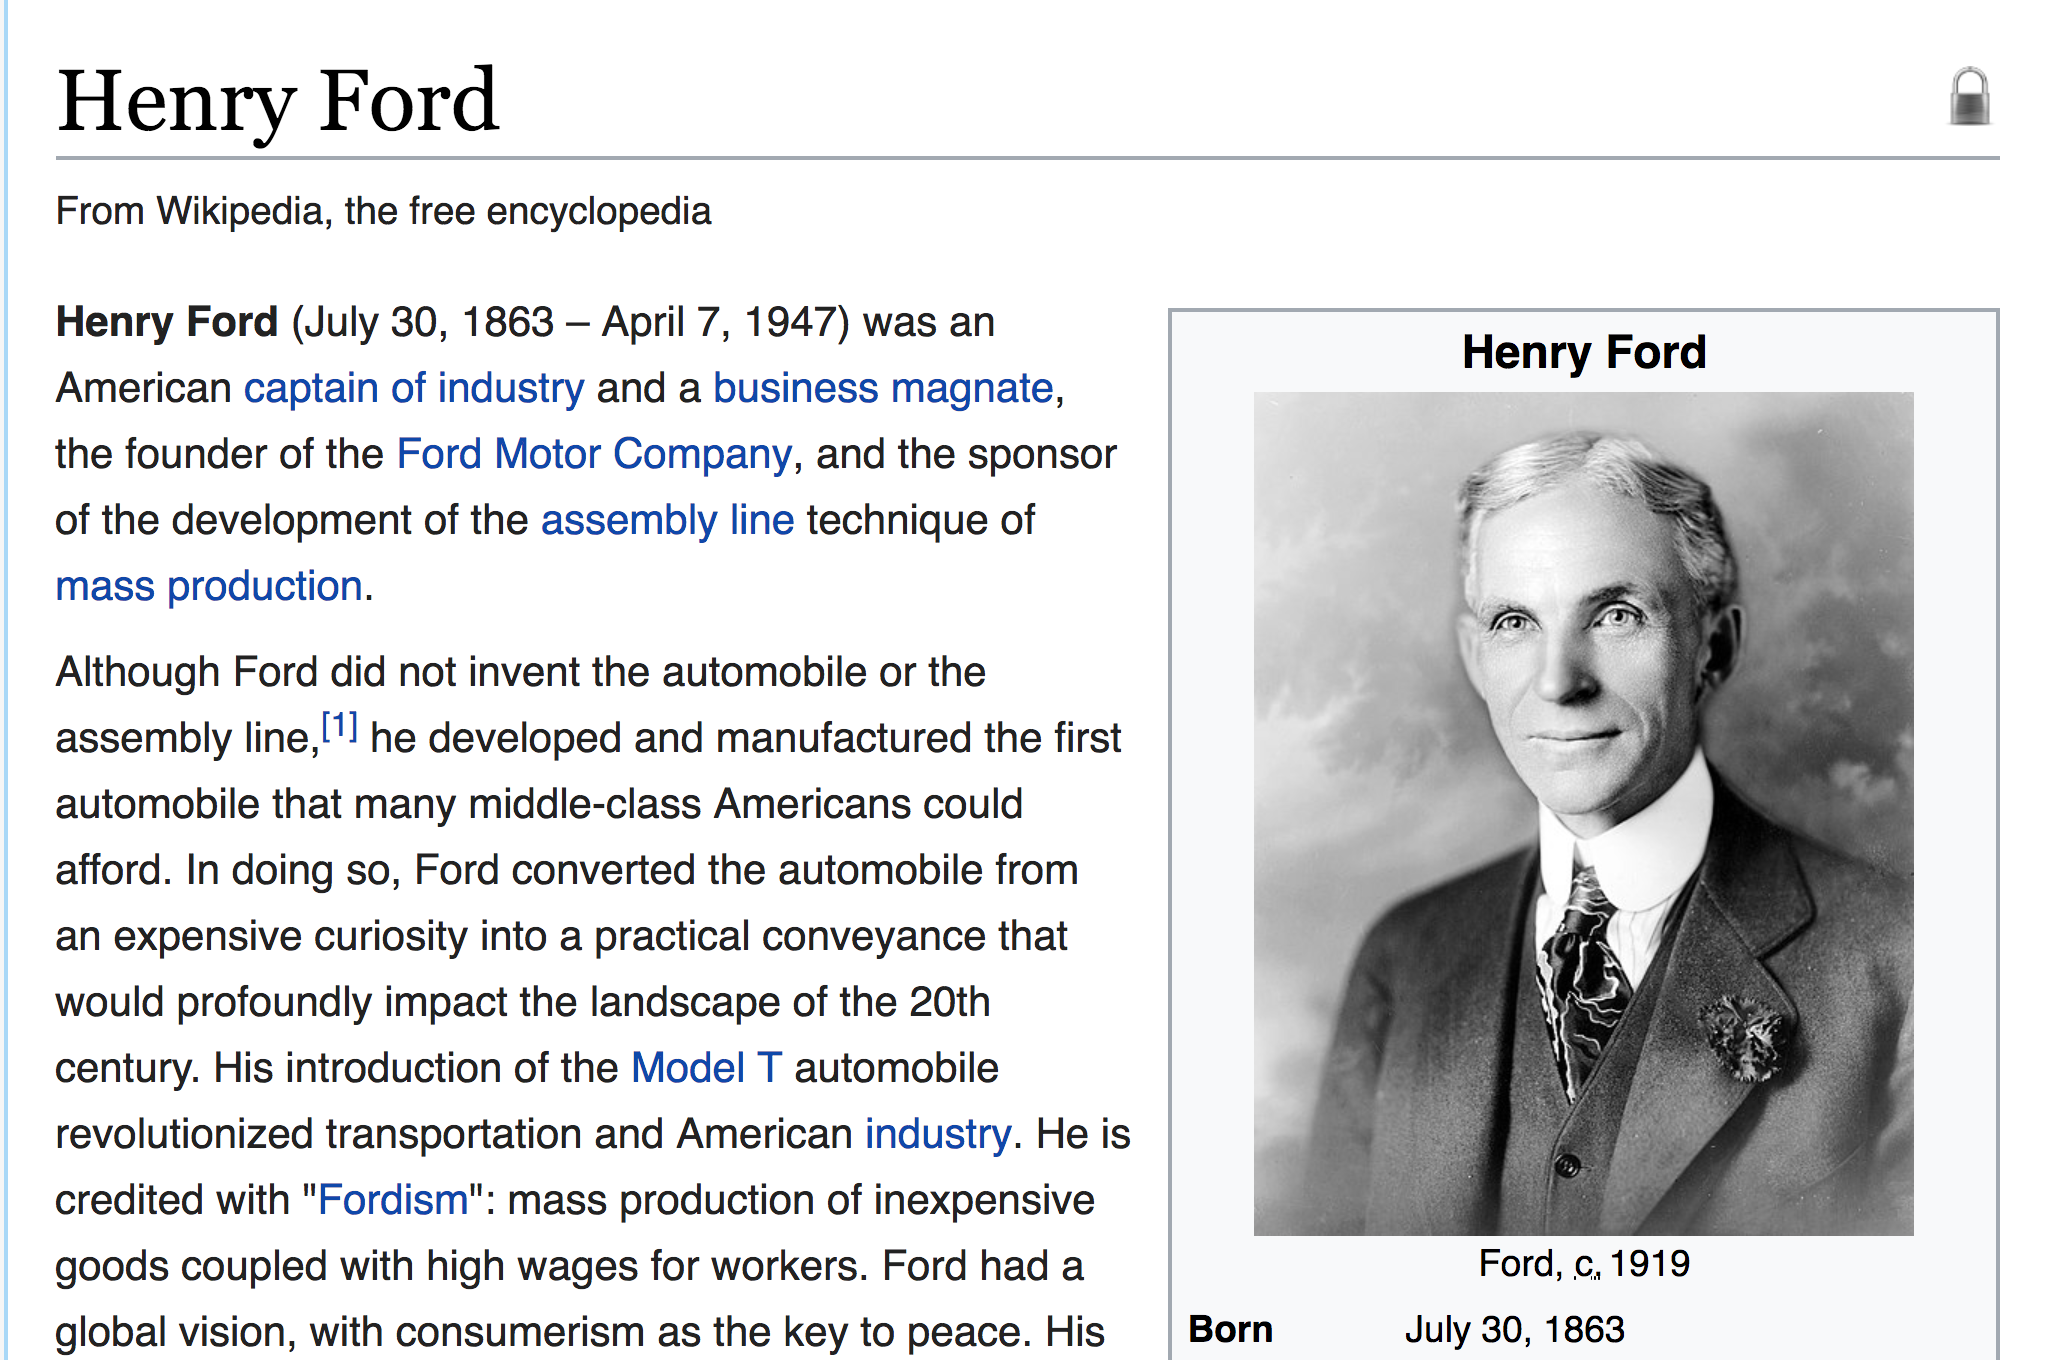 Henry Ford
From Wikipedia, the free encyclopedia
Henry Ford (July 30, 1863 – April 7, 1947) was an
American captain of industry and a business magnate,
the founder of the Ford Motor Company, and the sponsor
of the development of the assembly line technique of
mass production.
Although Ford did not invent the automobile or the
assembly line,[1] he developed and manufactured the first
automobile that many middle-class Americans could
afford. In doing so, Ford converted the automobile from
an expensive curiosity into a practical conveyance that
would profoundly impact the landscape of the 20th
century. His introduction of the Model T automobile
revolutionized transportation and American industry. He is
credited with "Fordism": mass production of inexpensive
goods coupled with high wages for workers. Ford had a
global vision, with consumerism as the key to peace. His
Henry Ford
Ford, c. 1919
Born July 30, 1863